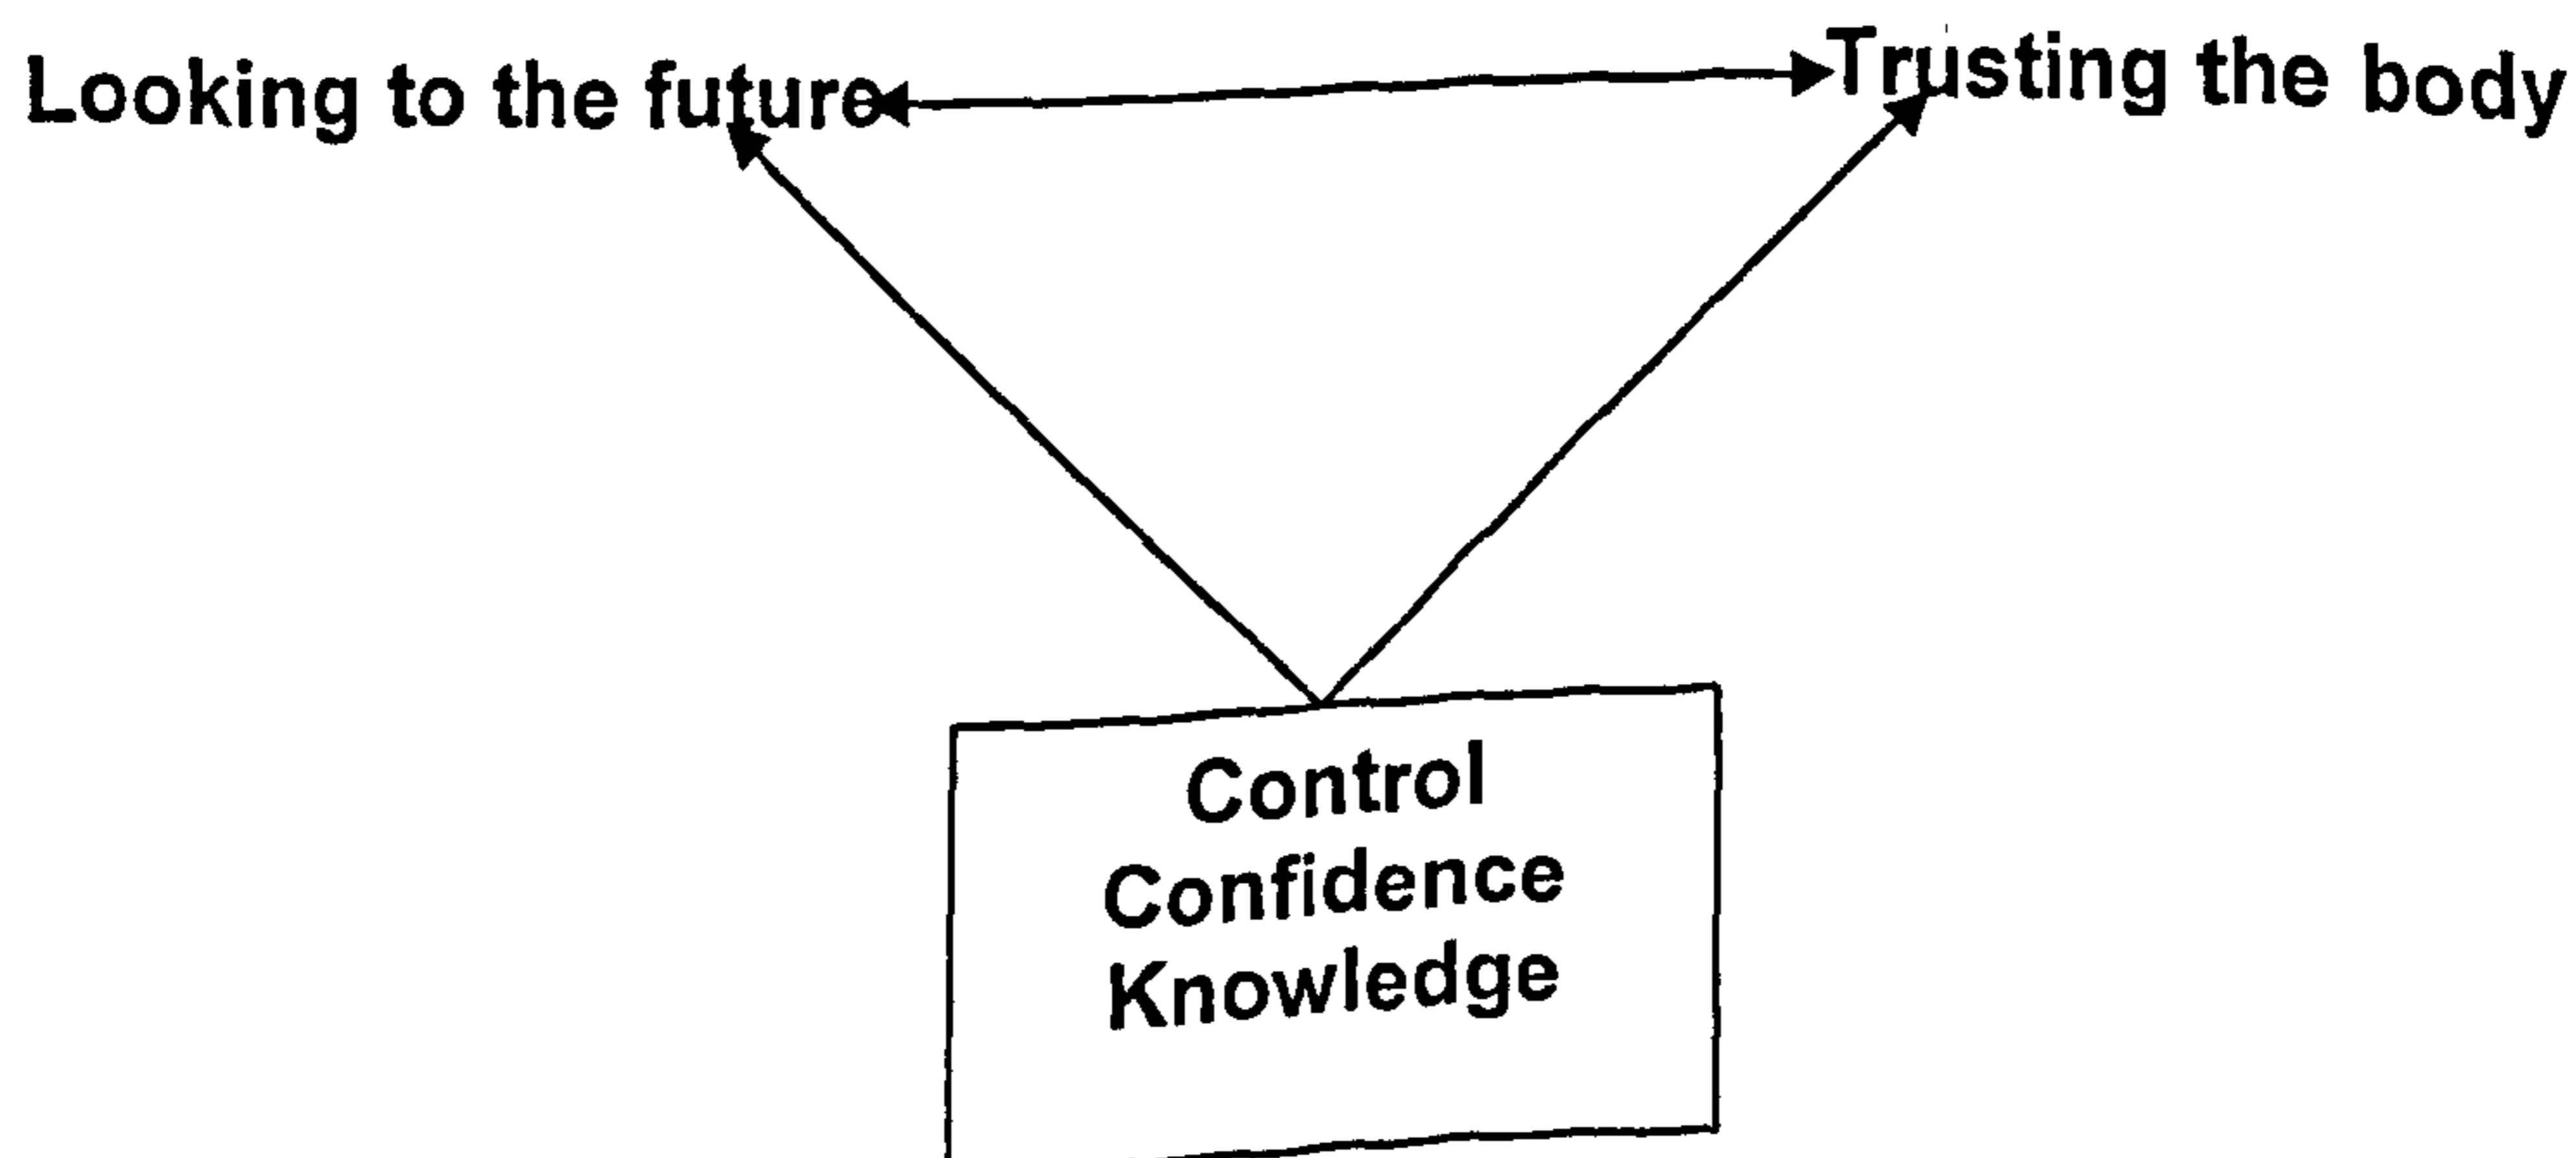 Looking to the future
Trusting the body
Control
Confidence
Knowledge